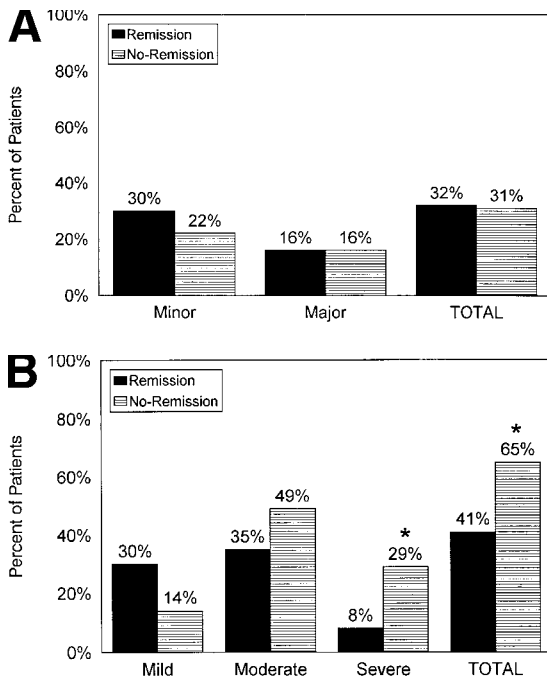 A
100%
Remission
No-Remission
80%
60%
40%
20%
0%
Percent of Patients
30%
22%
16%
16%
32%
31%
Minor
Major
TOTAL
B
100%
Remission
No-Remission
80%
60%
40%
20%
0%
Percent of Patients
30%
14%
35%
49%
8%
*
29%
41%
*
65%
Mild
Moderate
Severe
TOTAL